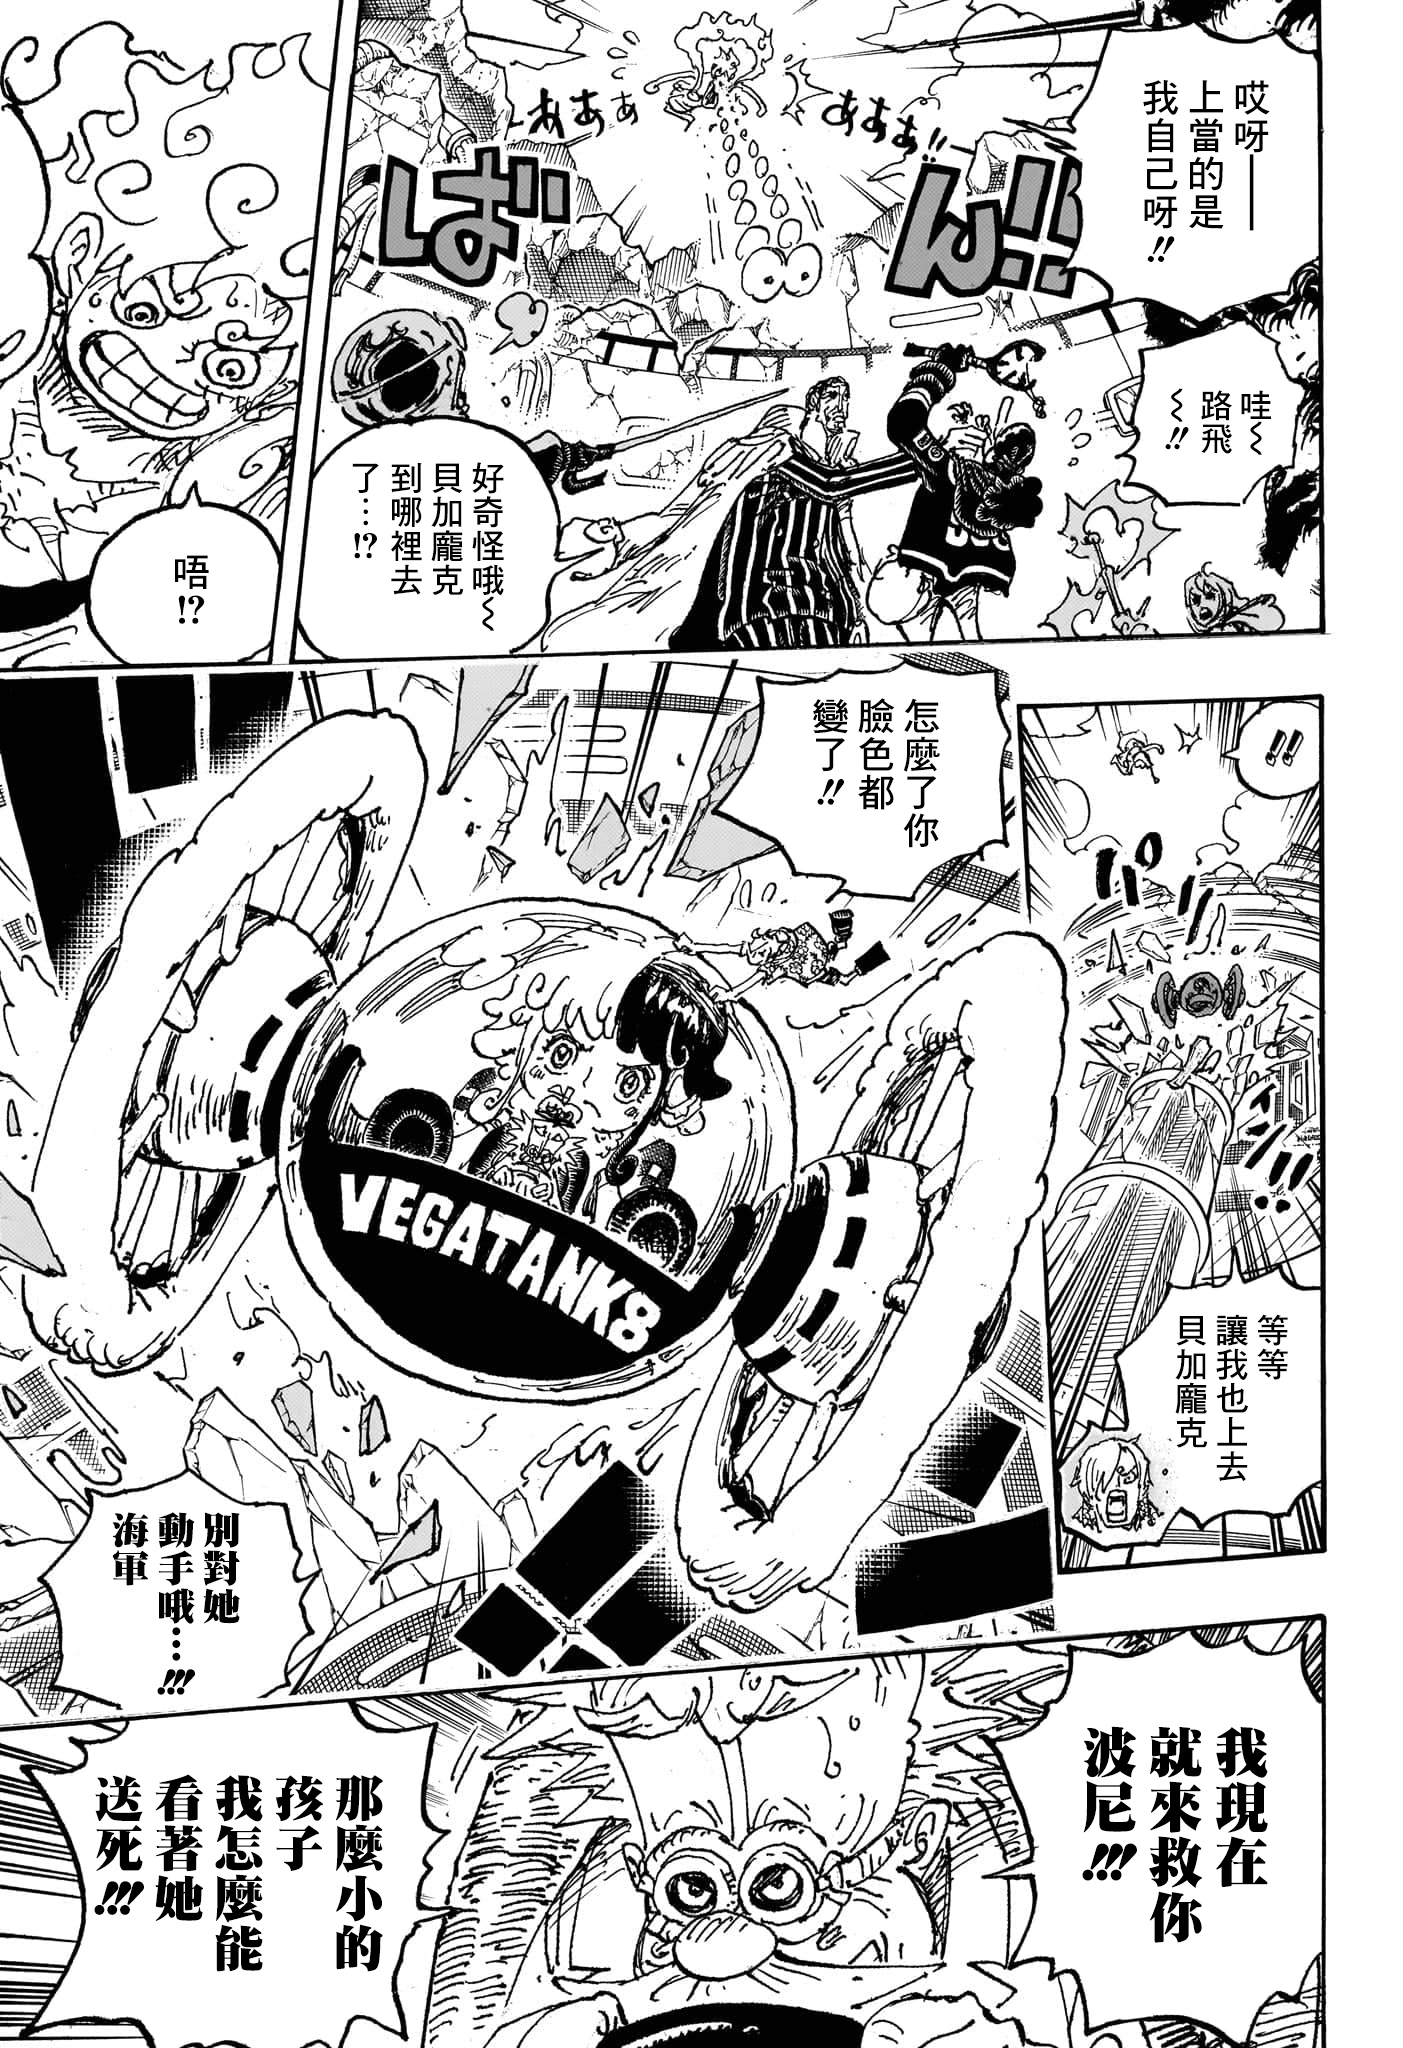 哎呀——
上當的是
我自己呀!!
ん!!
ば
あああ!!
あああ
哇~
路飛
~!!
好奇怪哦~
貝加龐克
到哪裡去
了…!?
唔
!?
!!
パ
リ
ィ
ン!!
等等
讓我也上去
貝加龐克
怎麼了你
臉色都
變了!!
VEGATANK8
別對她
動手哦……!!!
海軍
我現在
就來救你
波尼!!!
那麼小的
孩子
我怎麼能
看著她
送死!!!